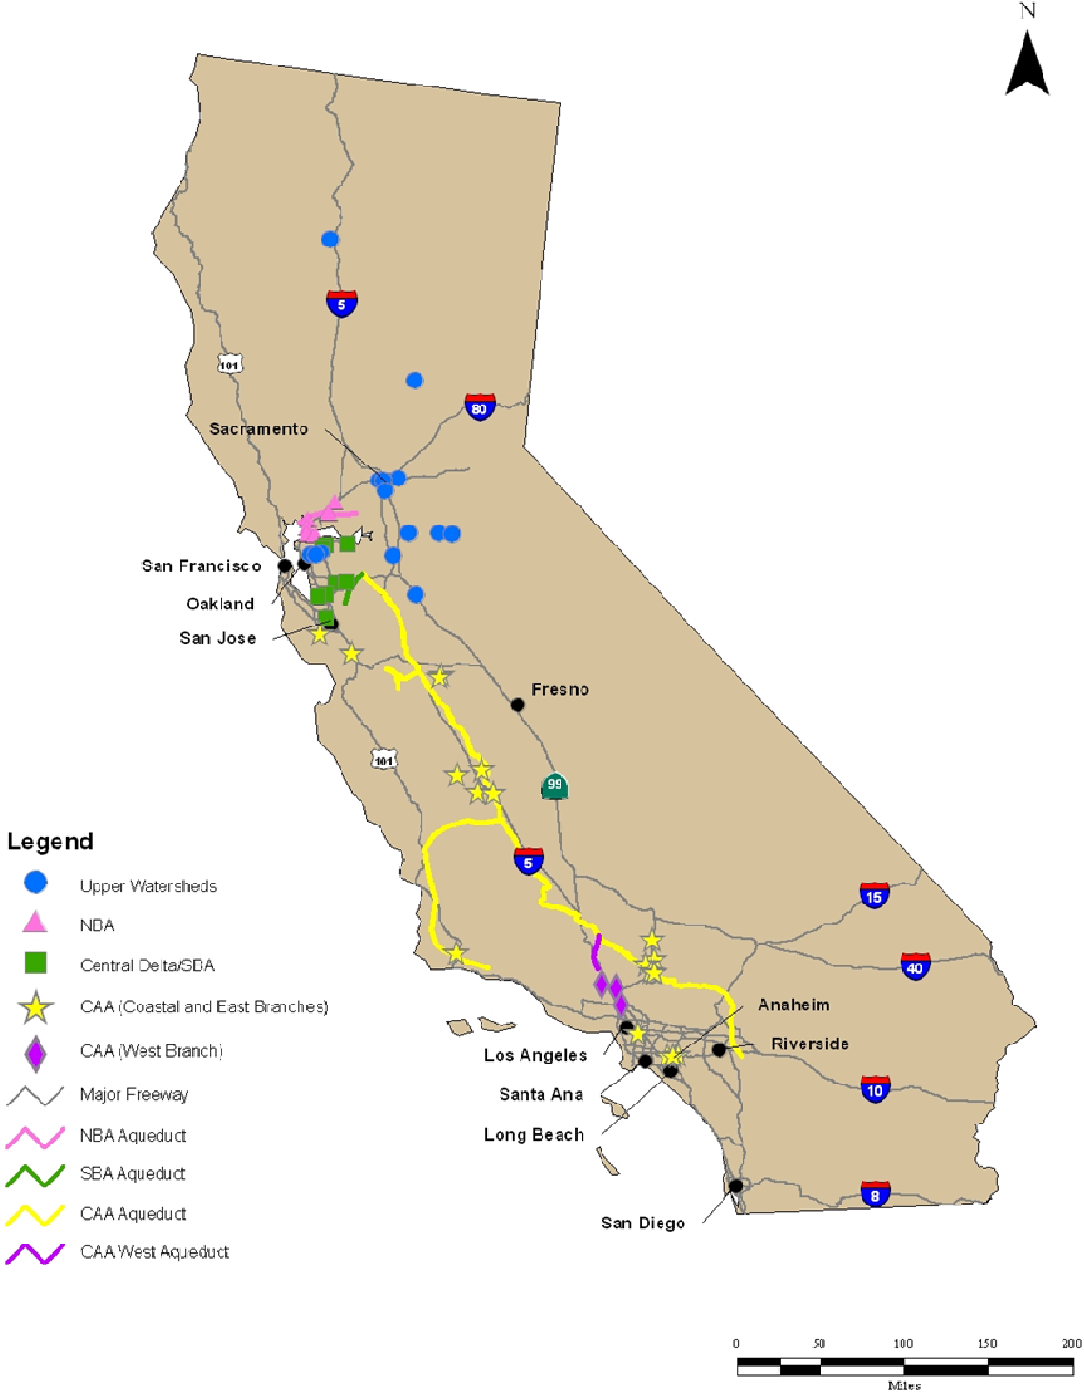 N
5
101
80
Sacramento
San Francisco
Oakland
San Jose
Fresno
101
99
Legend
5
Upper Watersheds
15
NBA
Central Delta/SBA
40
CAA (Coastal and East Branches)
Anaheim
CAA (West Branch)
Los Angeles
Riverside
Major Freeway
Santa Ana
10
NBA Aqueduct
Long Beach
SBA Aqueduct
8
CAA Aqueduct
San Diego
CAA West Aqueduct
0 50 100 150 200
Miles